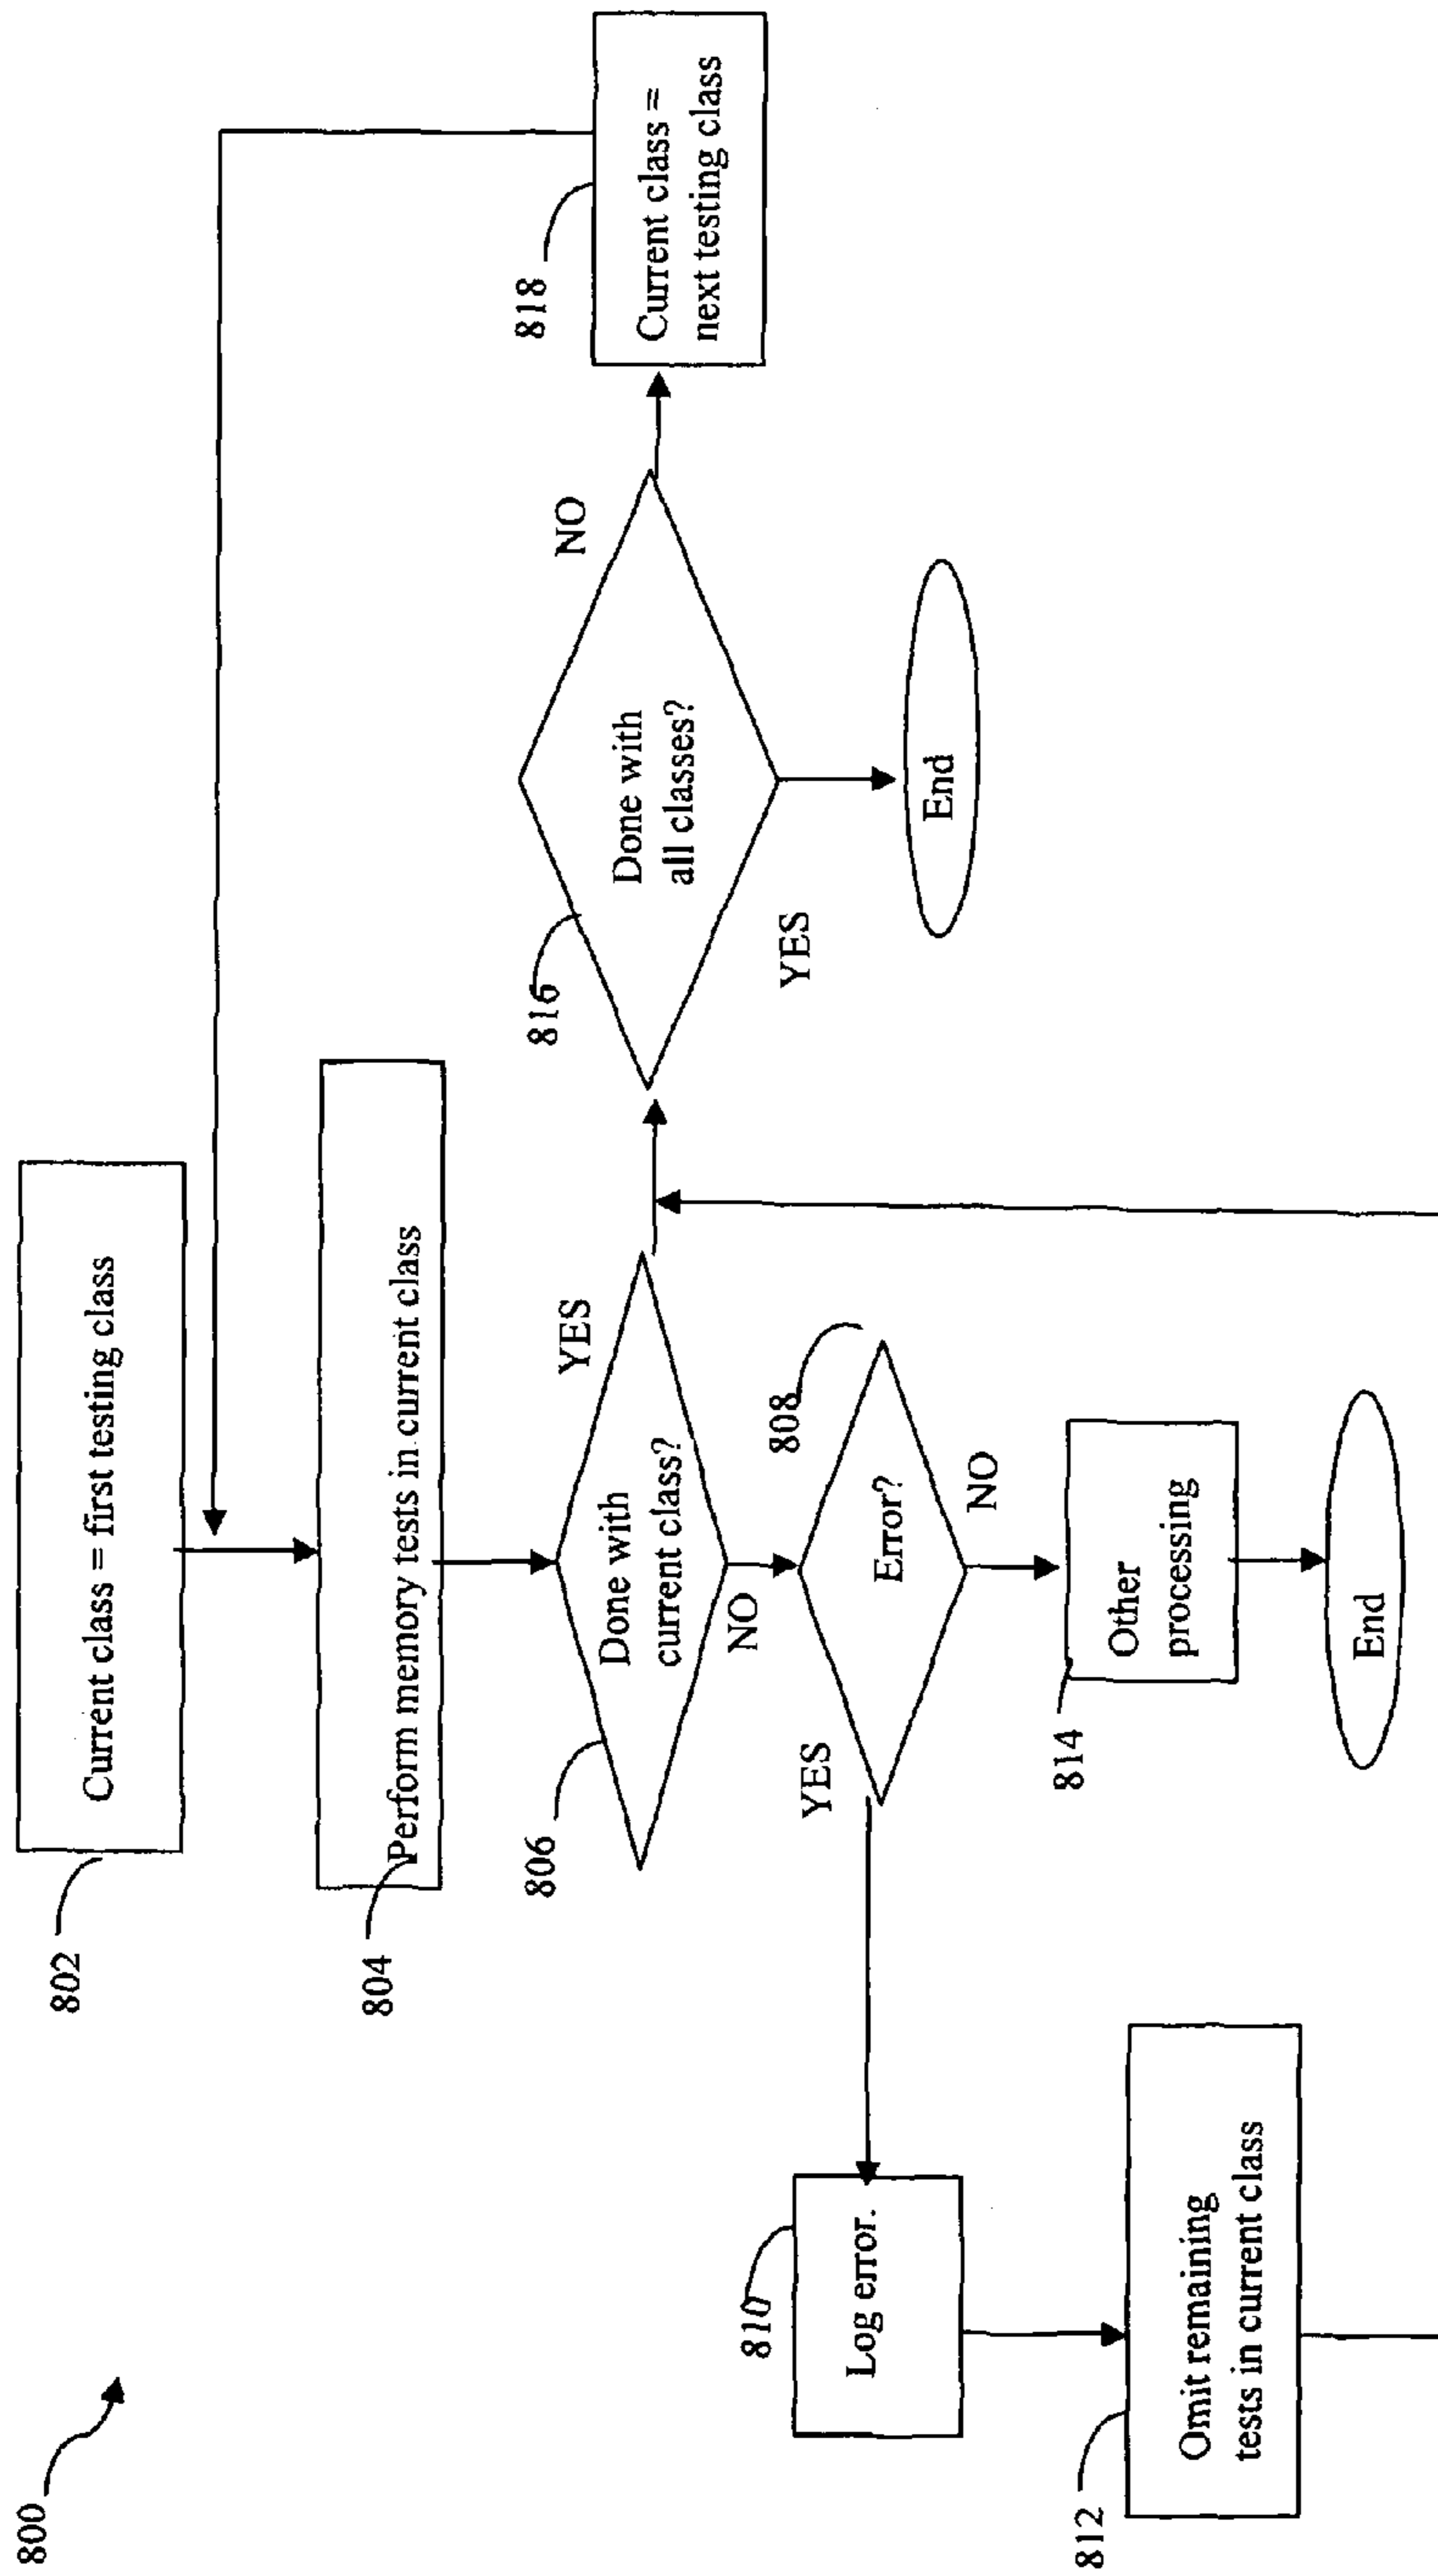 800
802
Current class = first testing class
804
Perform memory tests in current class
806
Done with
current class?
YES
NO
808
Error?
YES
NO
810
Log error.
812
Omit remaining
tests in current class
814
Other
processing
End
816
Done with
all classes?
NO
YES
End
818
Current class =
next testing class